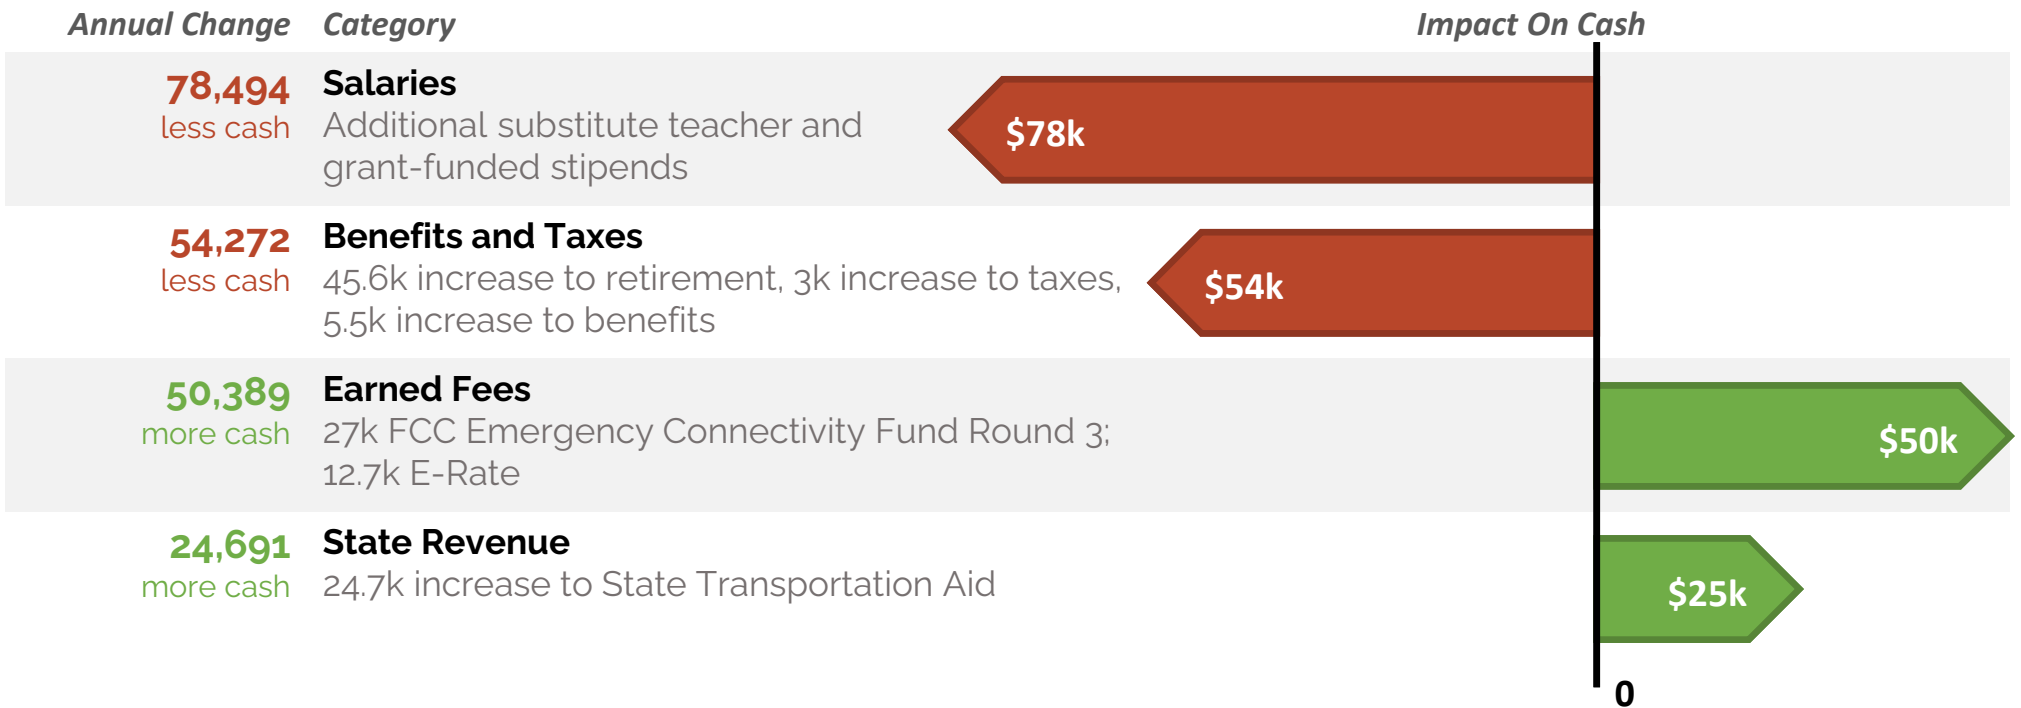 Annual Change Category Impact On Cash
78,494 Salaries
less cash Additional substitute teacher and
grant-funded stipends
$78k
54,272 Benefits and Taxes
less cash 45.6k increase to retirement, 3k increase to taxes,
5.5k increase to benefits
$54k
50,389 Earned Fees
more cash 27k FCC Emergency Connectivity Fund Round 3;
12.7k E-Rate
$50k
24,691 State Revenue
more cash 24.7k increase to State Transportation Aid
$25k
0